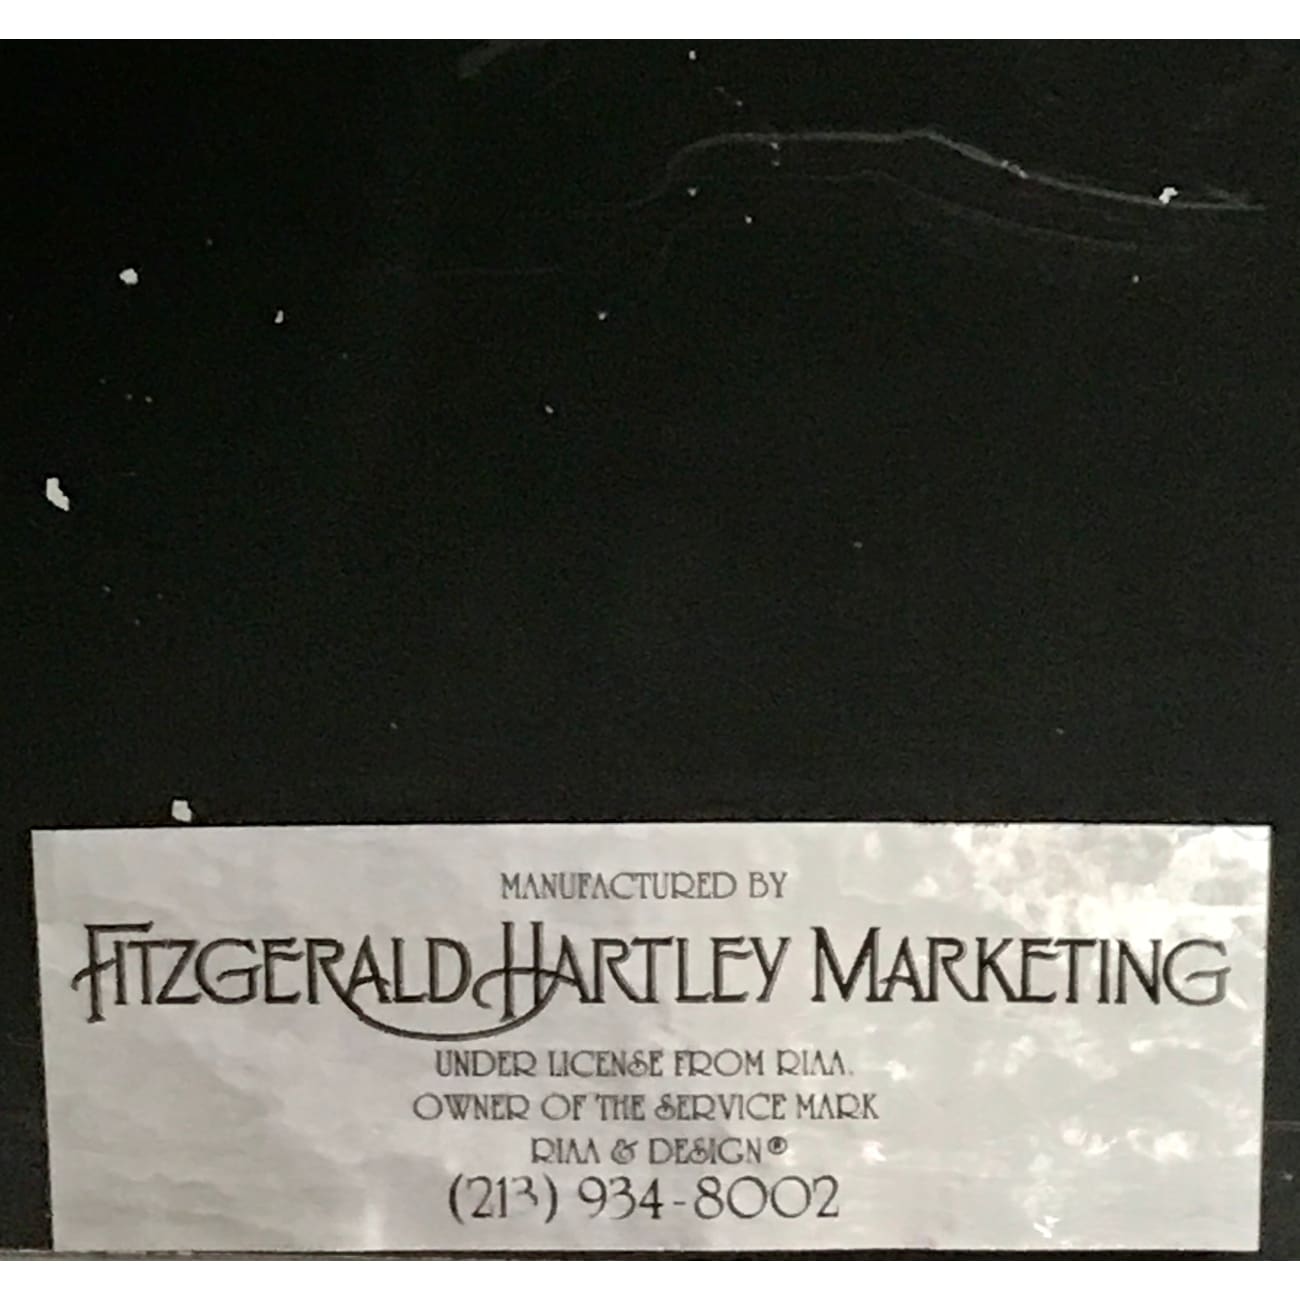 MANUFACTURED BY
FITZGERALD HARTLEY MARKETING
UNDER LICENSE FROM RIAA.
OWNER OF THE SERVICE MARK
RIAA & DESIGN®
(213) 934-8002